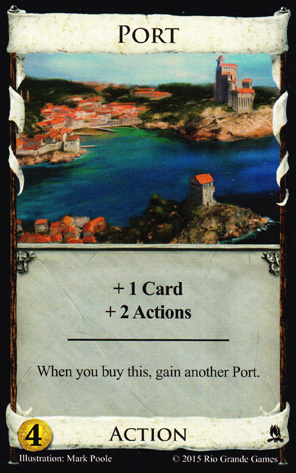 PORT
+ 1 Card
+ 2 Actions
When you buy this, gain another Port.
4
ACTION
Illustration: Mark Poole © 2015 Rio Grande Games